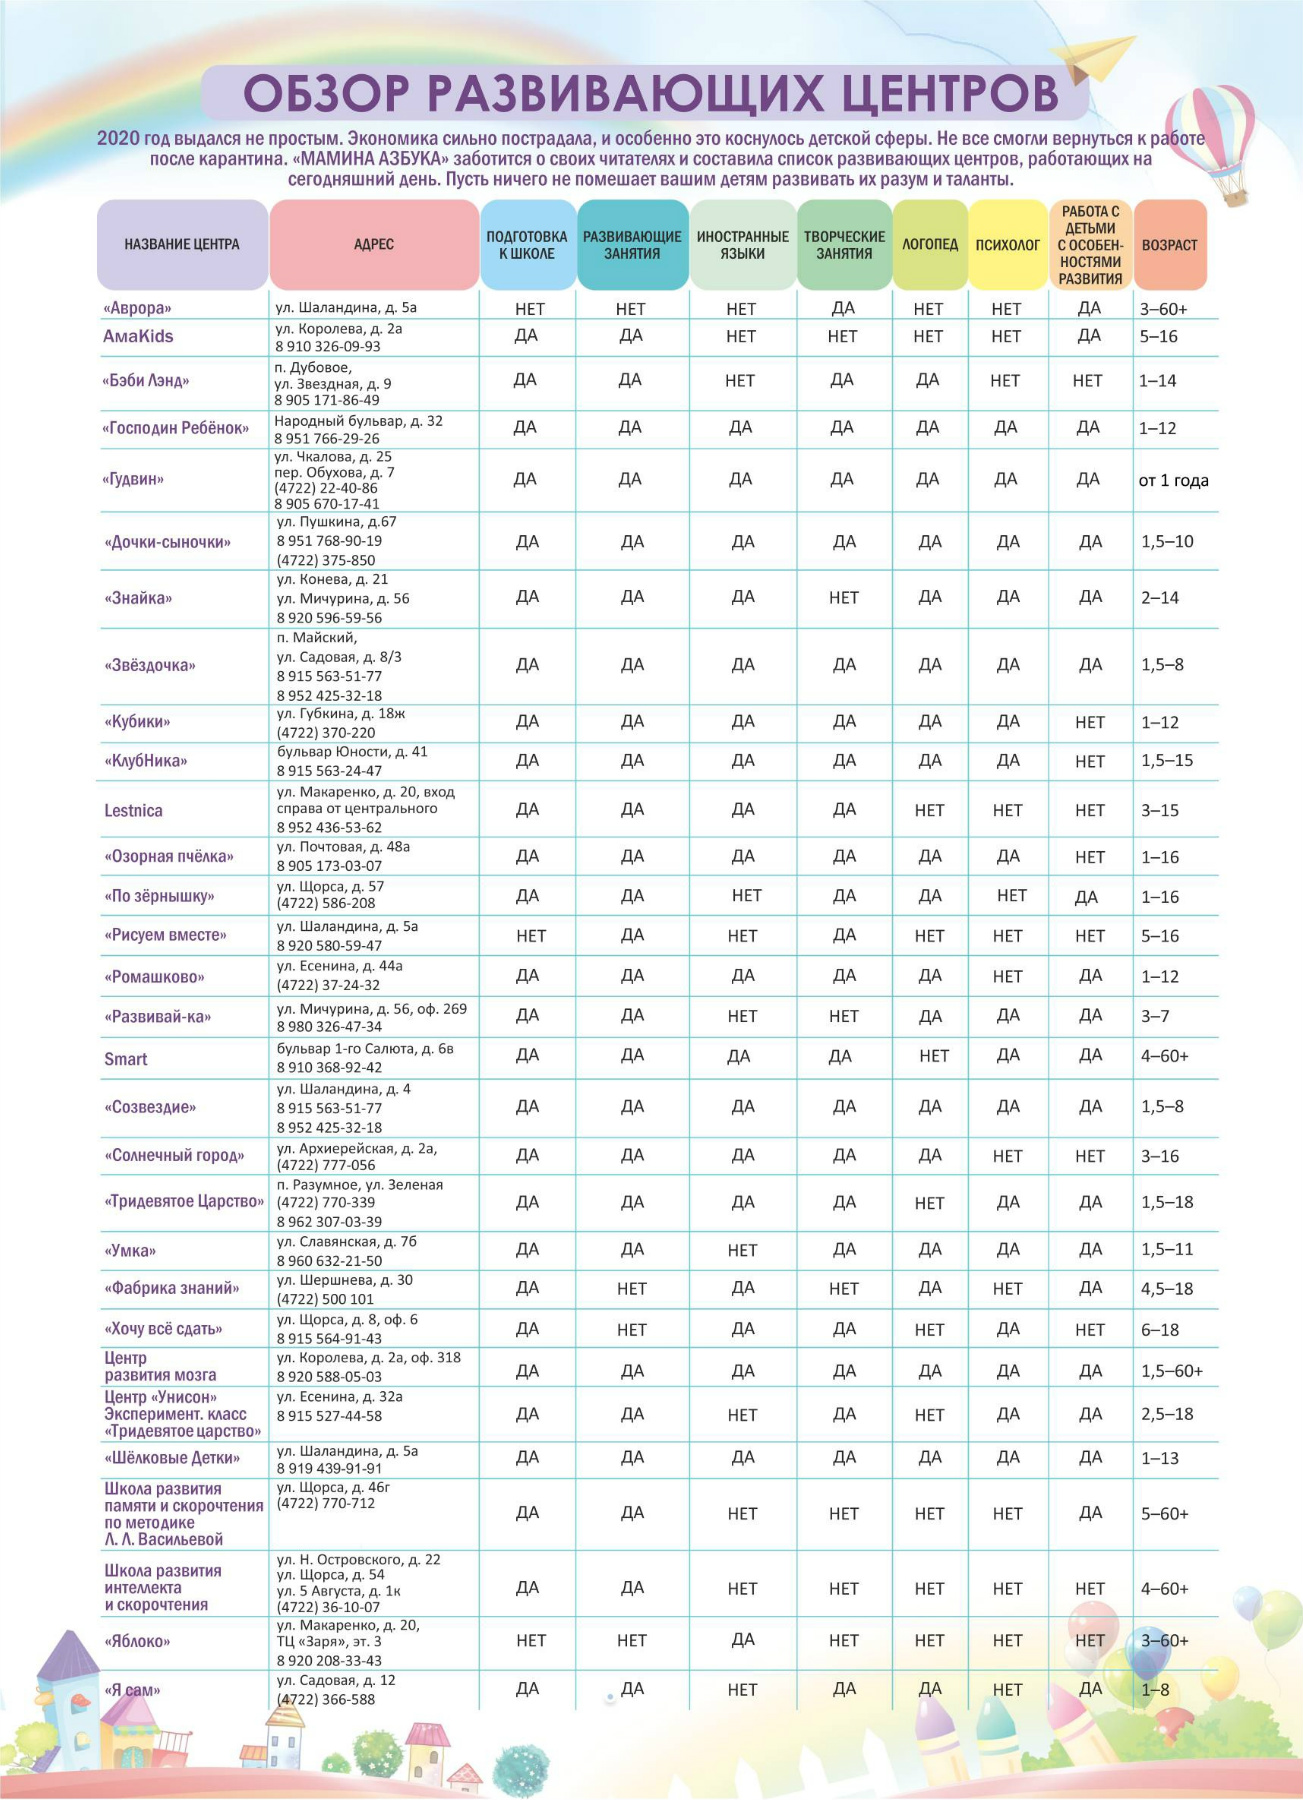 ОБЗОР РАЗВИВАЮЩИХ ЦЕНТРОВ
2020 год выдался не простым. Экономика сильно пострадала, и особенно это коснулось детской сферы. Не все смогли вернуться к работе
после карантина. «МАМИНА АЗБУКА» заботится о своих читателях и составила список развивающих центров, работающих на
сегодняшний день. Пусть ничего не помешает вашим детям развивать их разум и таланты.
НАЗВАНИЕ ЦЕНТРА
АДРЕС
ПОДГОТОВКА
К ШКОЛЕ
РАЗВИВАЮЩИЕ
ЗАНЯТИЯ
ИНОСТРАННЫЕ
ЯЗЫКИ
ТВОРЧЕСКИЕ
ЗАНЯТИЯ
ЛОГОПЕД
ПСИХОЛОГ
РАБОТА С
ДЕТЬМИ
С ОСОБЕН-
НОСТЯМИ
РАЗВИТИЯ
ВОЗРАСТ
«Аврора» ул. Шаландина, д. 5а НЕТ НЕТ НЕТ ДА НЕТ НЕТ ДА 3–60+
AмaKids
ул. Королева, д. 2а
8 910 326-09-93
ДА ДА НЕТ НЕТ НЕТ НЕТ ДА 5–16
«Бэби Лэнд»
п. Дубовое,
ул. Звездная, д. 9
8 905 171-86-49
ДА ДА НЕТ ДА ДА НЕТ НЕТ 1–14
«Господин Ребёнок»
Народный бульвар, д. 32
8 951 766-29-26
ДА ДА ДА ДА ДА ДА ДА 1–12
«Гудвин»
ул. Чкалова, д. 25
пер. Обухова, д. 7
(4722) 22-40-86
8 905 670-17-41
ДА ДА ДА ДА ДА ДА ДА от 1 года
«Дочки-сыночки»
ул. Пушкина, д.67
8 951 768-90-19
(4722) 375-850
ДА ДА ДА ДА ДА ДА ДА 1,5–10
«Знайка»
ул. Конева, д. 21
ул. Мичурина, д. 56
8 920 596-59-56
ДА ДА ДА НЕТ ДА ДА ДА 2–14
«Звёздочка»
п. Майский,
ул. Садовая, д. 8/3
8 915 563-51-77
8 952 425-32-18
ДА ДА ДА ДА ДА ДА ДА 1,5–8
«Кубики»
ул. Губкина, д. 18ж
(4722) 370-220
ДА ДА ДА ДА ДА ДА НЕТ 1–12
«КлубНика»
бульвар Юности, д. 41
8 915 563-24-47
ДА ДА ДА ДА ДА ДА НЕТ 1,5–15
Lestnica
ул. Макаренко, д. 20, вход
справа от центрального
8 952 436-53-62
ДА ДА ДА ДА НЕТ НЕТ НЕТ 3–15
«Озорная пчёлка»
ул. Почтовая, д. 48а
8 905 173-03-07
ДА ДА ДА ДА ДА ДА НЕТ 1–16
«По зёрнышку»
ул. Щорса, д. 57
(4722) 586-208
ДА ДА НЕТ ДА ДА НЕТ ДА 1–16
«Рисуем вместе»
ул. Шаландина, д. 5а
8 920 580-59-47
НЕТ ДА НЕТ ДА НЕТ НЕТ НЕТ 5–16
«Ромашково»
ул. Есенина, д. 44а
(4722) 37-24-32
ДА ДА ДА ДА ДА НЕТ ДА 1–12
«Развивай-ка»
ул. Мичурина, д. 56, оф. 269
8 980 326-47-34
ДА ДА НЕТ НЕТ ДА ДА ДА 3–7
Smart
бульвар 1-го Салюта, д. 6в
8 910 368-92-42
ДА ДА ДА ДА НЕТ ДА ДА 4–60+
«Созвездие»
ул. Шаландина, д. 4
8 915 563-51-77
8 952 425-32-18
ДА ДА ДА ДА ДА ДА ДА 1,5–8
«Солнечный город»
ул. Архиерейская, д. 2а,
(4722) 777-056
ДА ДА ДА ДА ДА НЕТ НЕТ 3–16
«Тридевятое Царство»
п. Разумное, ул. Зеленая
(4722) 770-339
8 962 307-03-39
ДА ДА ДА ДА НЕТ ДА ДА 1,5–18
«Умка»
ул. Славянская, д. 7б
8 960 632-21-50
ДА ДА НЕТ ДА ДА ДА ДА 1,5–11
«Фабрика знаний»
ул. Шершнева, д. 30
(4722) 500 101
ДА НЕТ ДА НЕТ ДА НЕТ ДА 4,5–18
«Хочу всё сдать»
ул. Щорса, д. 8, оф. 6
8 915 564-91-43
ДА НЕТ ДА ДА НЕТ ДА НЕТ 6–18
Центр
развития мозга
ул. Королева, д. 2а, оф. 318
8 920 588-05-03
ДА ДА ДА ДА ДА ДА ДА 1,5–60+
Центр «Унисон»
Эксперимент. класс
«Тридевятое царство»
ул. Есенина, д. 32а
8 915 527-44-58
ДА ДА НЕТ ДА НЕТ ДА ДА 2,5–18
«Шёлковые Детки»
ул. Шаландина, д. 5а
8 919 439-91-91
ДА ДА ДА ДА ДА ДА ДА 1–13
Школа развития
памяти и скорочтения
по методике
Л. Л. Васильевой
ул. Щорса, д. 46г
(4722) 770-712
ДА ДА НЕТ НЕТ НЕТ НЕТ ДА 5–60+
Школа развития
интеллекта
и скорочтения
ул. Н. Островского, д. 22
ул. Щорса, д. 54
ул. 5 Августа, д. 1к
(4722) 36-10-07
ДА ДА НЕТ НЕТ НЕТ НЕТ НЕТ 4–60+
«Яблоко»
ул. Макаренко, д. 20,
ТЦ «Заря», эт. 3
8 920 208-33-43
НЕТ НЕТ ДА НЕТ НЕТ НЕТ НЕТ 3–60+
«Я сам»
ул. Садовая, д. 12
(4722) 366-588
ДА ДА НЕТ ДА ДА НЕТ ДА 1–8